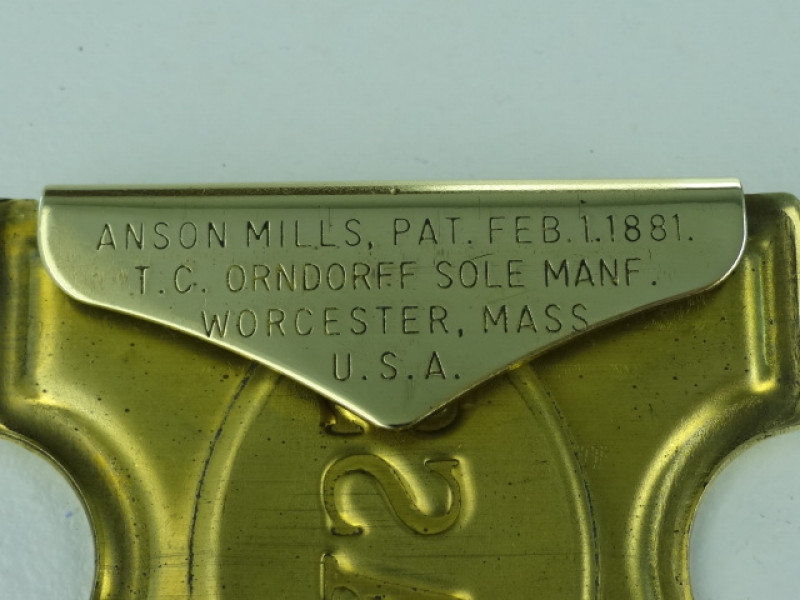 ANSON MILLS, PAT. FEB. 1. 1881.
T. C. ORNDORFF SOLE MANF.
WORCESTER, MASS
U. S. A.